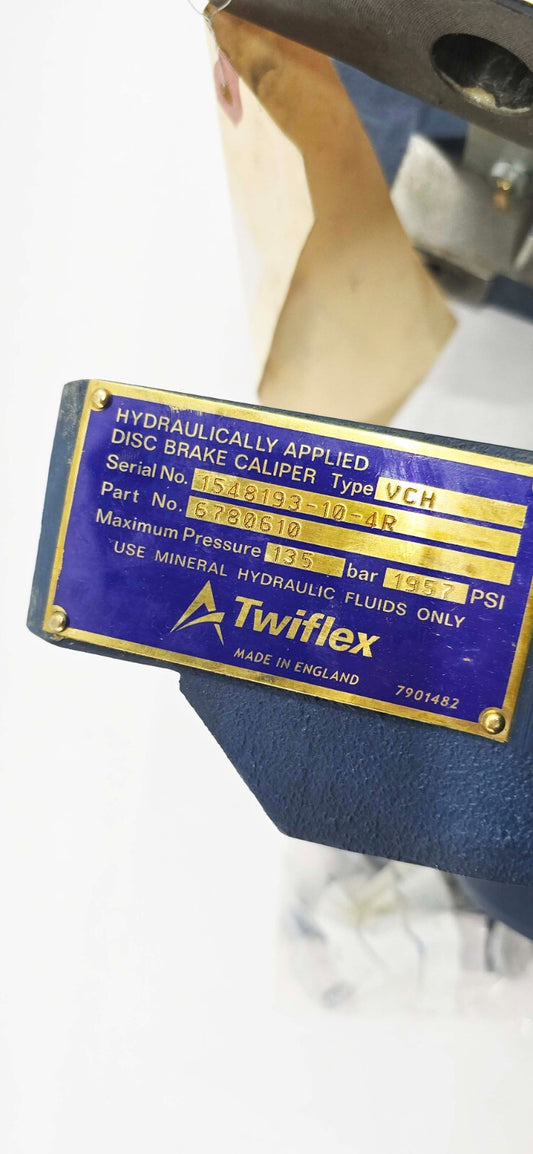 HYDRAULICALLY APPLIED
DISC BRAKE CALIPER Type VCH
Serial No. 1548193-10-4R
Part No. 6780610
Maximum Pressure 135 bar 1957 PSI
USE MINERAL HYDRAULIC FLUIDS ONLY
Twiflex
MADE IN ENGLAND
7901482